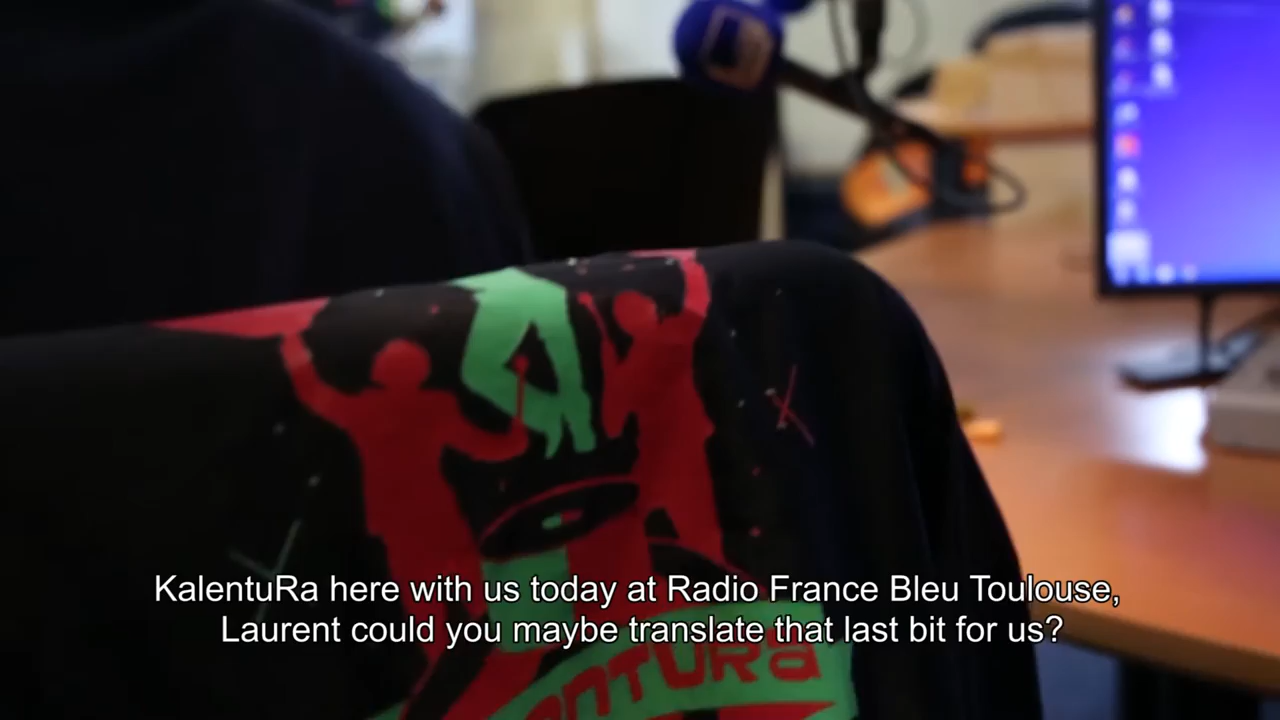 KalentuRa here with us today at Radio France Bleu Toulouse,
Laurent could you maybe translate that last bit for us?
entura